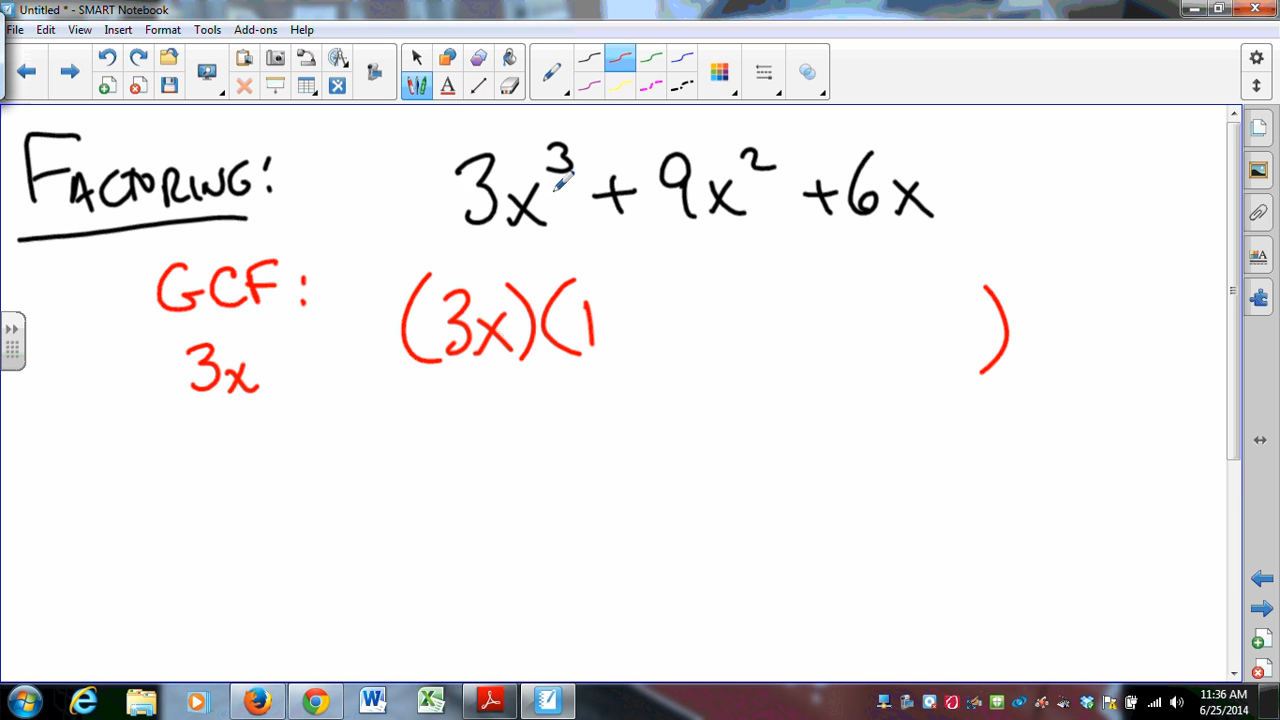 Untitled * - SMART Notebook
File Edit View Insert Format Tools Add-ons Help
FACTORING: 3x³ + 9x² + 6x
GCF: (3x)(1 )
3x
11:36 AM
6/25/2014